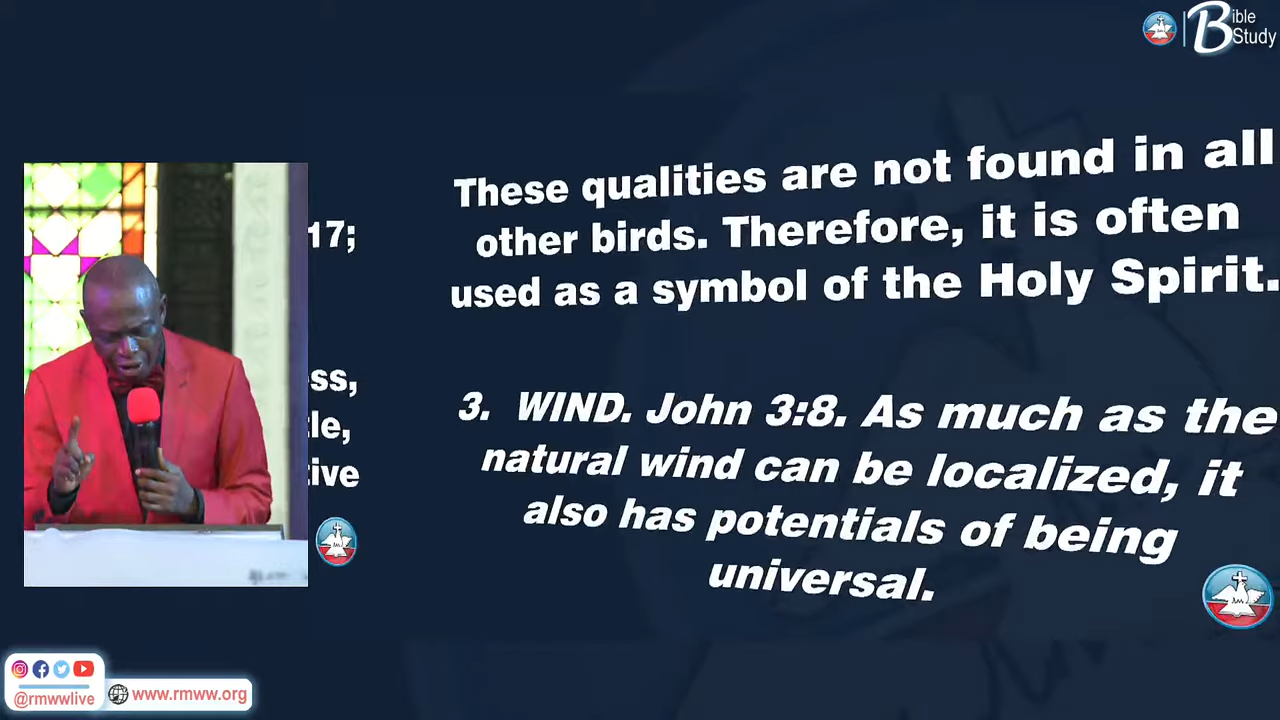 Bible
Study
17;
ss,
tle,
tive
These qualities are not found in all
other birds. Therefore, it is often
used as a symbol of the Holy Spirit.
3. WIND. John 3:8. As much as the
natural wind can be localized, it
also has potentials of being
universal.
@rmwwlive
www.rmww.org